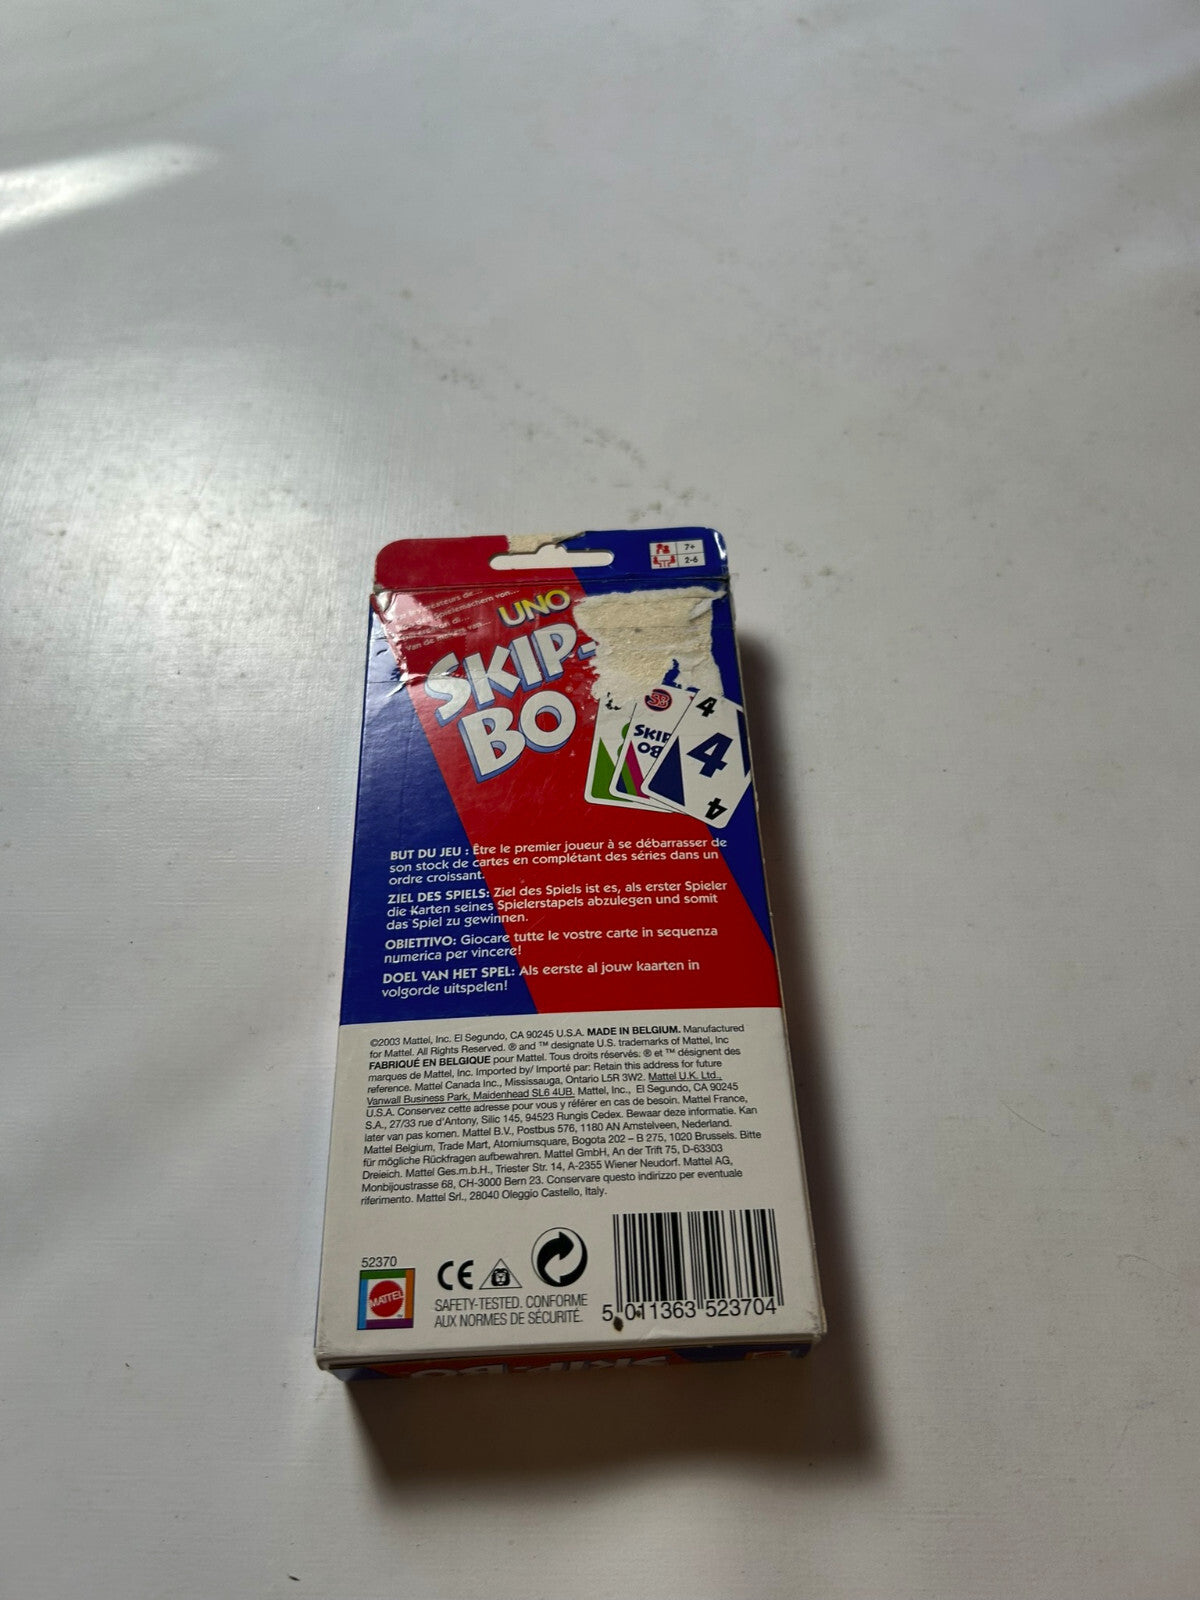 7+
2-6
créateurs de...
Spielemachern von...
di...
Van de makers van...
UNO
SKIP-
BO
4
SB
SKIP
BO
4
4
BUT DU JEU : Être le premier joueur à se débarrasser de
son stock de cartes en complétant des séries dans un
ordre croissant.
ZIEL DES SPIELS: Ziel des Spiels ist es, als erster Spieler
die Karten seines Spielerstapels abzulegen und somit
das Spiel zu gewinnen.
OBIETTIVO: Giocare tutte le vostre carte in sequenza
numerica per vincere!
DOEL VAN HET SPEL: Als eerste al jouw kaarten in
volgorde uitspelen!
©2003 Mattel, Inc. El Segundo, CA 90245 U.S.A. MADE IN BELGIUM. Manufactured
for Mattel. All Rights Reserved. ® and ™ designate U.S. trademarks of Mattel, Inc
FABRIQUÉ EN BELGIQUE pour Mattel. Tous droits réservés. ® et ™ désignent des
marques de Mattel, Inc. Imported by/ Importé par: Retain this address for future
reference. Mattel Canada Inc., Mississauga, Ontario L5R 3W2. Mattel U.K. Ltd.,
Vanwall Business Park, Maidenhead SL6 4UB. Mattel, Inc., El Segundo, CA 90245
U.S.A. Conservez cette adresse pour vous y référer en cas de besoin. Mattel France,
S.A., 27/33 rue d'Antony, Silic 145, 94523 Rungis Cedex. Bewaar deze informatie. Kan
later van pas komen. Mattel B.V., Postbus 576, 1180 AN Amstelveen, Nederland.
Mattel Belgium, Trade Mart, Atomiumsquare, Bogota 202 – B 275, 1020 Brussels. Bitte
für mögliche Rückfragen aufbewahren. Mattel GmbH, An der Trift 75, D-63303
Dreieich. Mattel Ges.m.b.H., Triester Str. 14, A-2355 Wiener Neudorf. Mattel AG,
Monbijoustrasse 68, CH-3000 Bern 23. Conservare questo indirizzo per eventuale
riferimento. Mattel Srl., 28040 Oleggio Castello, Italy.
52370
MATTEL
CE
SAFETY-TESTED. CONFORME
AUX NORMES DE SÉCURITÉ.
5 011363 523704
SKIP-BO